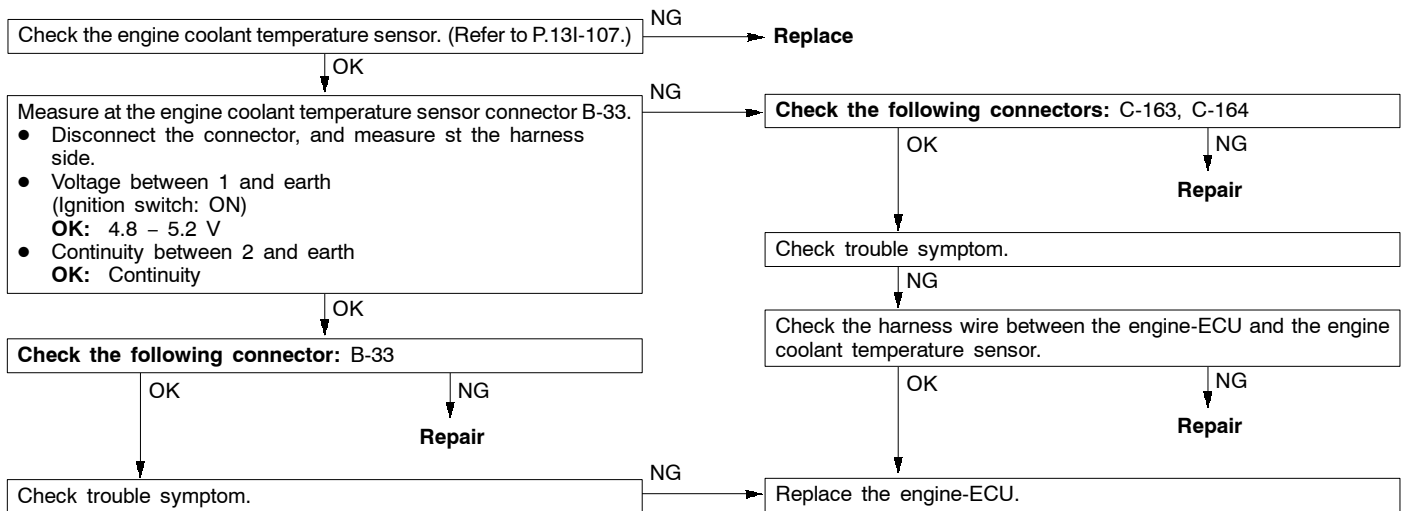 Check the engine coolant temperature sensor. (Refer to P.13I-107.)
NG
Replace
OK
Measure at the engine coolant temperature sensor connector B-33.
● Disconnect the connector, and measure st the harness
side.
● Voltage between 1 and earth
(Ignition switch: ON)
OK: 4.8 – 5.2 V
● Continuity between 2 and earth
OK: Continuity
NG
OK
Check the following connector: B-33
OK
NG
Repair
Check trouble symptom.
NG
Check the following connectors: C-163, C-164
OK
NG
Repair
Check trouble symptom.
NG
Check the harness wire between the engine-ECU and the engine
coolant temperature sensor.
OK
NG
Repair
Replace the engine-ECU.